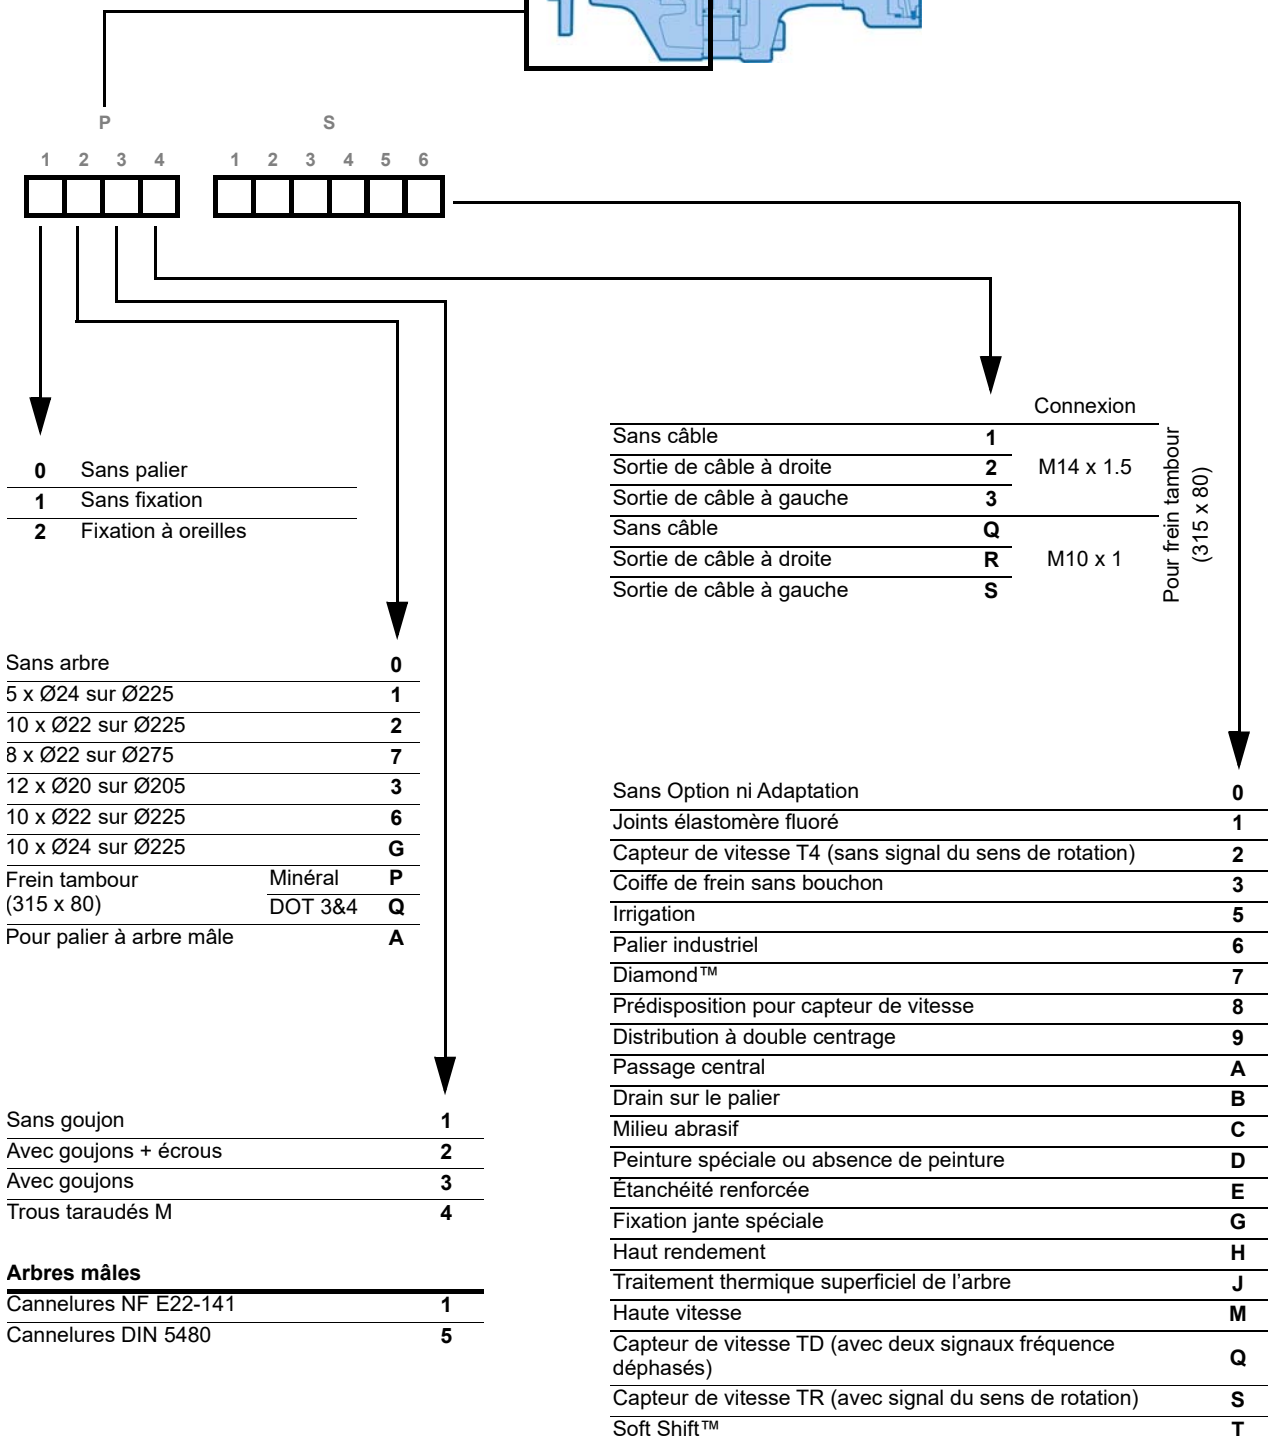 P S
1 2 3 4 1 2 3 4 5 6
0 Sans palier
1 Sans fixation
2 Fixation à oreilles
Connexion
Sans câble 1
Sortie de câble à droite 2 M14 x 1.5
Sortie de câble à gauche 3
Sans câble Q
Sortie de câble à droite R M10 x 1
Sortie de câble à gauche S
Pour frein tambour
(315 x 80)
Sans arbre 0
5 x Ø24 sur Ø225 1
10 x Ø22 sur Ø225 2
8 x Ø22 sur Ø275 7
12 x Ø20 sur Ø205 3
10 x Ø22 sur Ø225 6
10 x Ø24 sur Ø225 G
Frein tambour Minéral P
(315 x 80) DOT 3&4 Q
Pour palier à arbre mâle A
Sans goujon 1
Avec goujons + écrous 2
Avec goujons 3
Trous taraudés M 4
Arbres mâles
Cannelures NF E22-141 1
Cannelures DIN 5480 5
Sans Option ni Adaptation 0
Joints élastomère fluoré 1
Capteur de vitesse T4 (sans signal du sens de rotation) 2
Coiffe de frein sans bouchon 3
Irrigation 5
Palier industriel 6
Diamond™ 7
Prédisposition pour capteur de vitesse 8
Distribution à double centrage 9
Passage central A
Drain sur le palier B
Milieu abrasif C
Peinture spéciale ou absence de peinture D
Étanchéité renforcée E
Fixation jante spéciale G
Haut rendement H
Traitement thermique superficiel de l’arbre J
Haute vitesse M
Capteur de vitesse TD (avec deux signaux fréquence
déphasés) Q
Capteur de vitesse TR (avec signal du sens de rotation) S
Soft Shift™ T